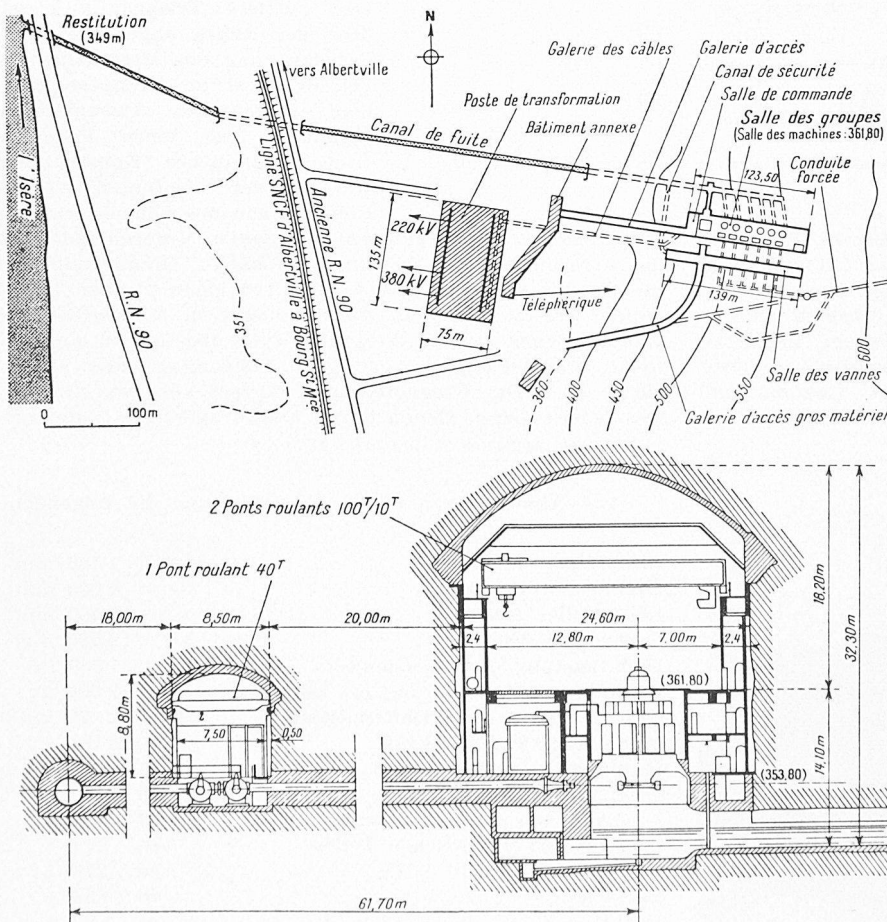 Restitution
(349m)
N
vers Albertville
Galerie des câbles
Galerie d'accès
Canal de sécurité
Salle de commande
Salle des groupes
(Salle des machines : 361,80)
Poste de transformation
Bâtiment annexe
Canal de fuite
Conduite
forcée
123,50
l'Isère
R.N. 90
351
Ligne SNCF d'Albertville à Bourg St Mce
Ancienne R.N. 90
220 kV
380 kV
135 m
75 m
Téléphérique
139 m
360
400
450
500
550
600
Salle des vannes
Galerie d'accès gros matériel
0 100m
2 Ponts roulants 100T/10T
1 Pont roulant 40T
18,00m
8,50m
20,00m
24,60m
2,4
12,80m
7,00m
2,4
18,20m
32,30m
14,10m
8,80m
7,50
0,50
(361,80)
(353,80)
61,70m